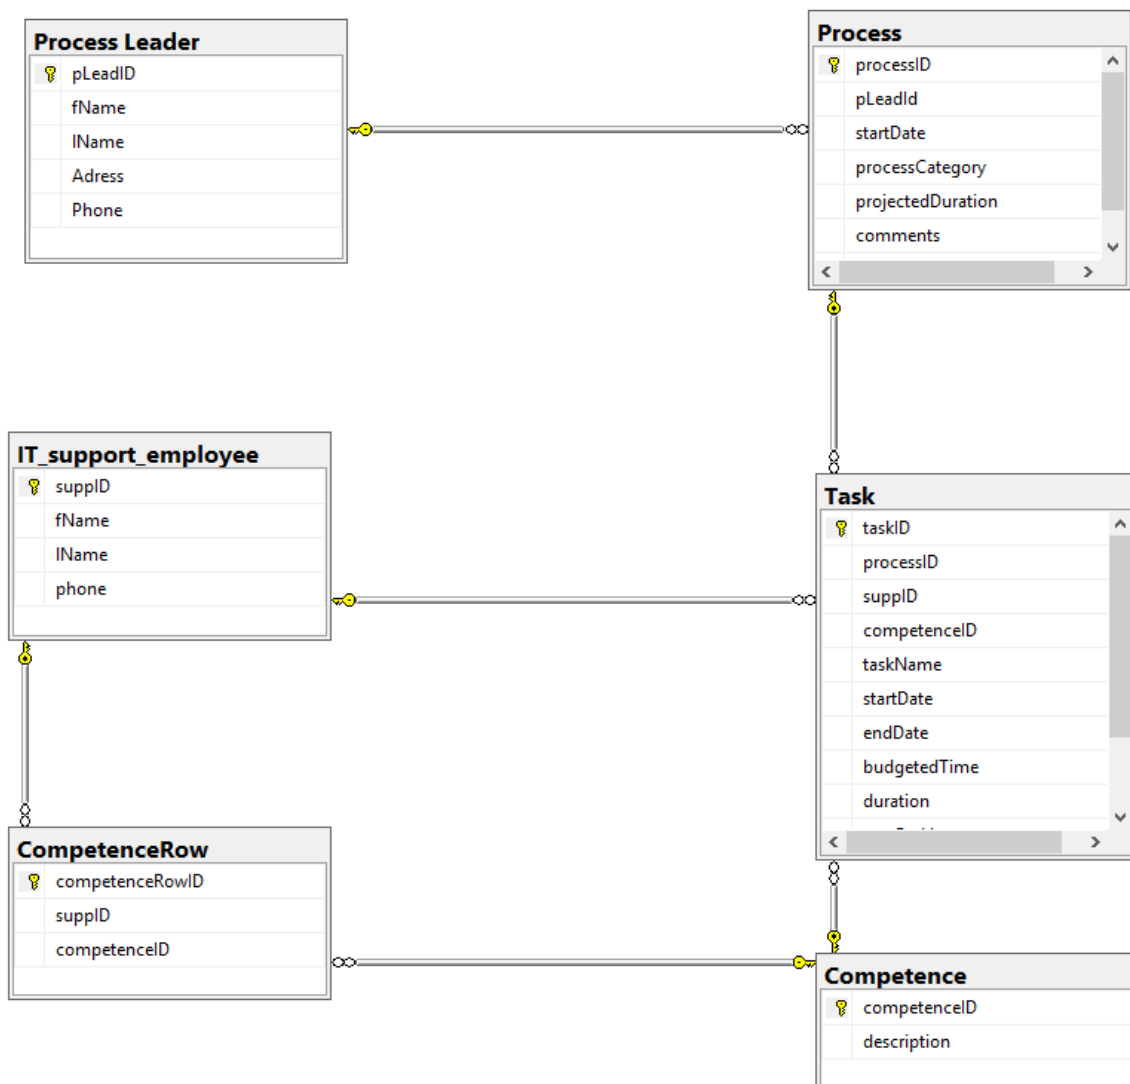 Process Leader
pLeadID
fName
lName
Adress
Phone
Process
processID
pLeadId
startDate
processCategory
projectedDuration
comments
IT_support_employee
suppID
fName
lName
phone
Task
taskID
processID
suppID
competenceID
taskName
startDate
endDate
budgetedTime
duration
CompetenceRow
competenceRowID
suppID
competenceID
Competence
competenceID
description